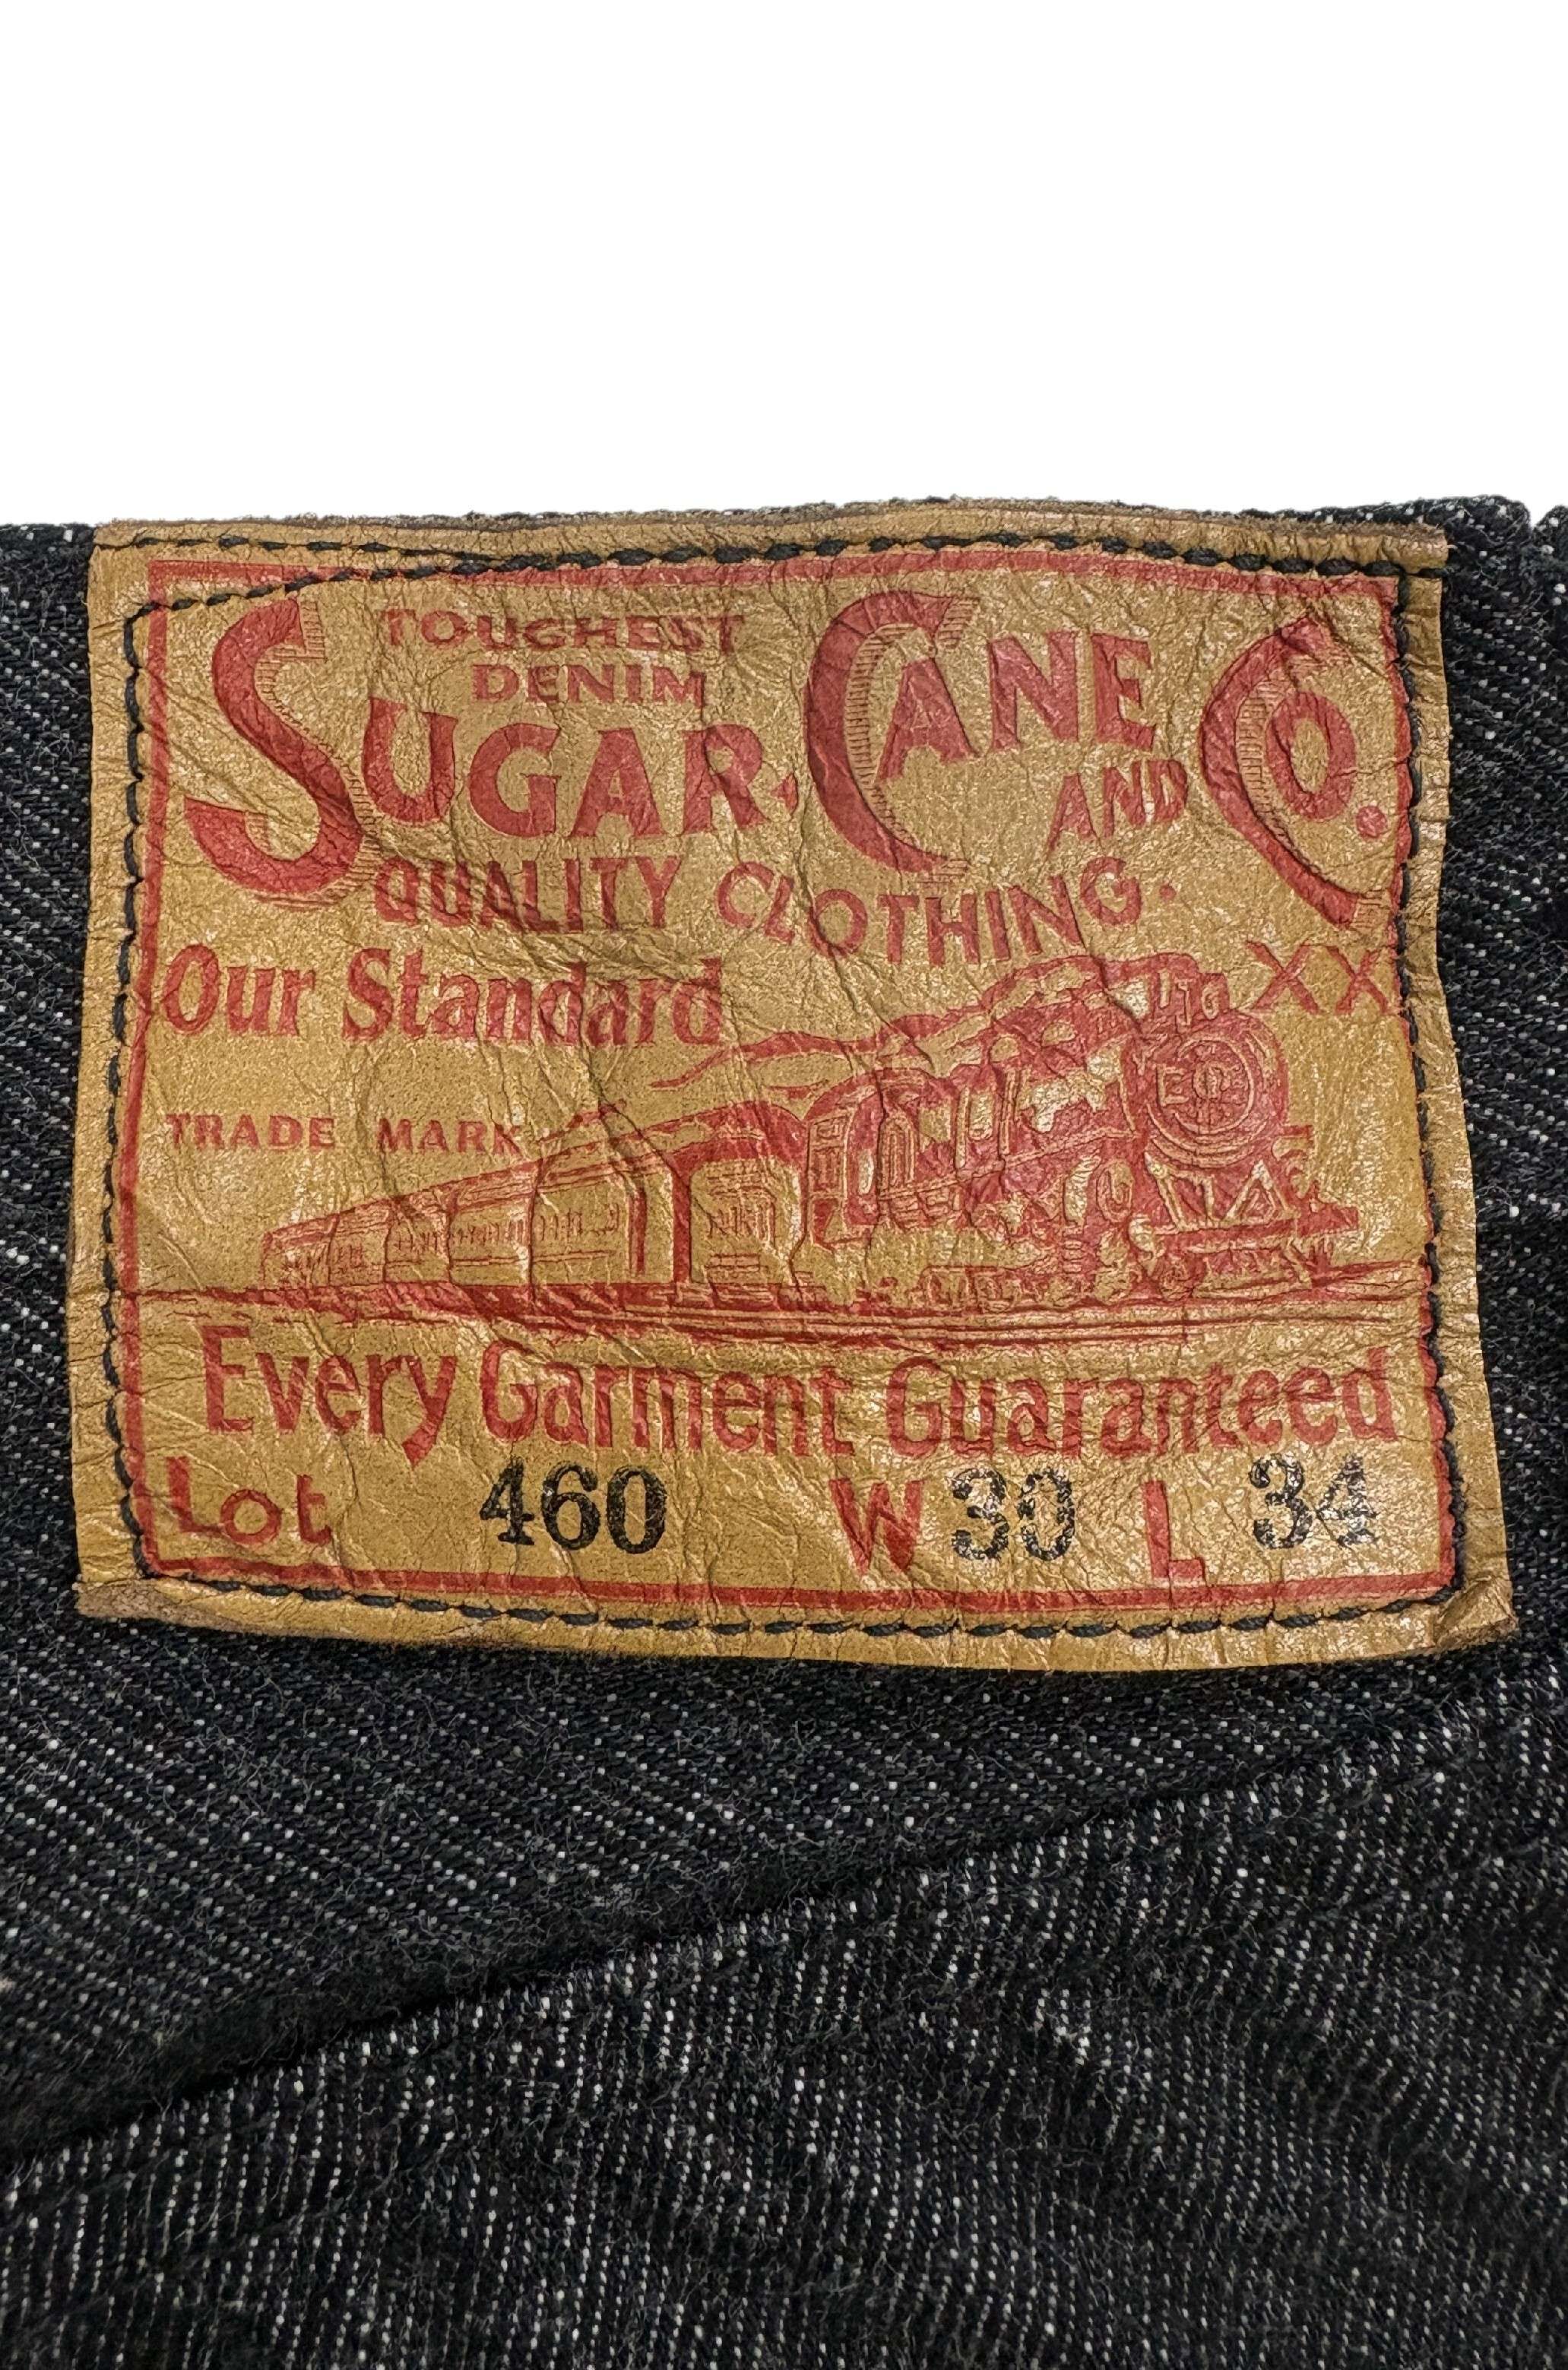 TOUGHEST
DENIM
SUGAR·CANE AND CO.
QUALITY CLOTHING·
Our Standard
XX
TRADE MARK
Every Garment Guaranteed
Lot 460 W 30 L 34